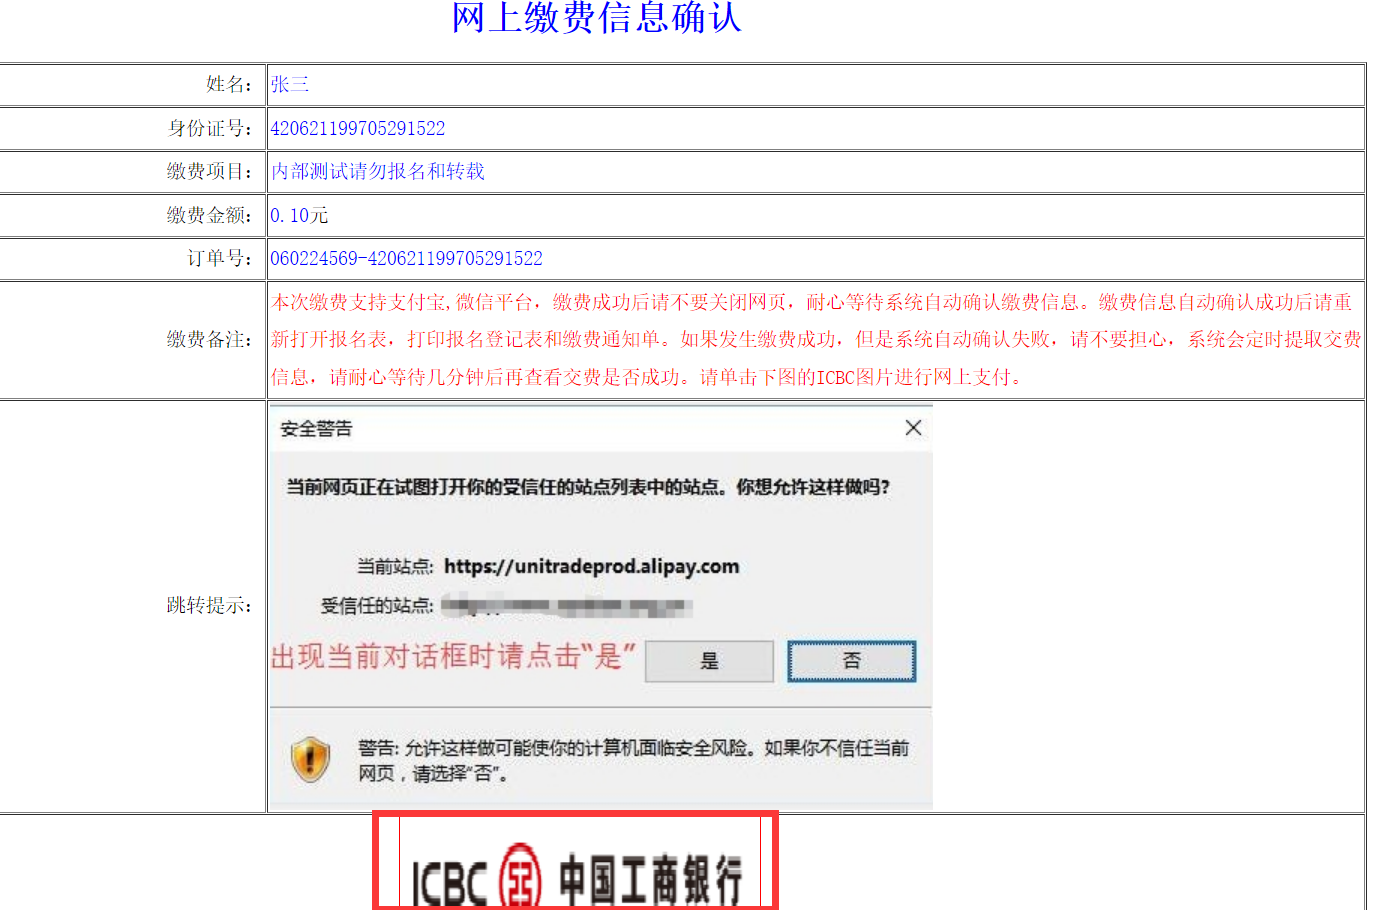 网上缴费信息确认
姓名： 张三
身份证号： 420621199705291522
缴费项目： 内部测试请勿报名和转载
缴费金额： 0.10元
订单号： 060224569-420621199705291522
缴费备注： 本次缴费支持支付宝,微信平台，缴费成功后请不要关闭网页，耐心等待系统自动确认缴费信息。缴费信息自动确认成功后请重
新打开报名表，打印报名登记表和缴费通知单。如果发生缴费成功，但是系统自动确认失败，请不要担心，系统会定时提取交费
信息，请耐心等待几分钟后再查看交费是否成功。请单击下图的ICBC图片进行网上支付。
跳转提示：
安全警告
当前网页正在试图打开你的受信任的站点列表中的站点。你想允许这样做吗?
当前站点: https://unitradeprod.alipay.com
受信任的站点:
出现当前对话框时请点击“是” 是 否
警告: 允许这样做可能使你的计算机面临安全风险。如果你不信任当前
网页，请选择“否”。
ICBC 中国工商银行